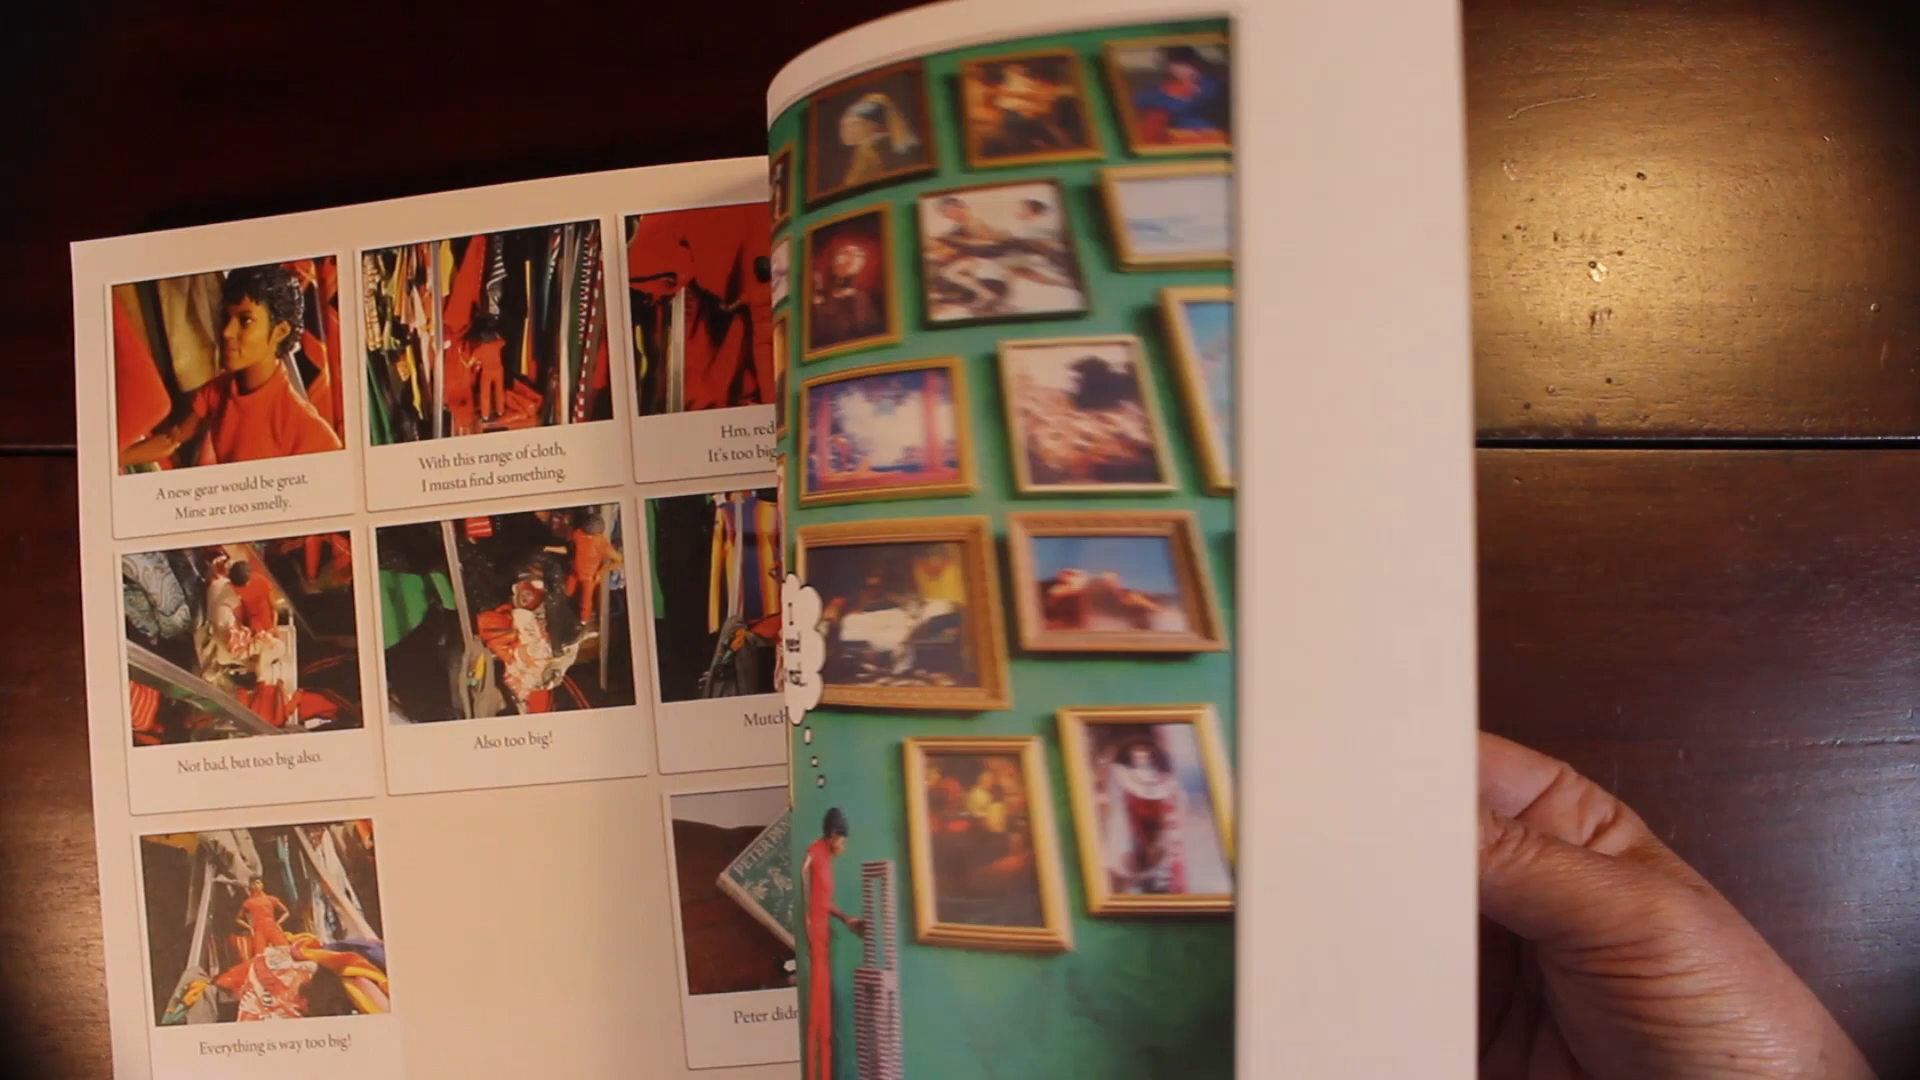 A new gear would be great.
Mine are too smelly.
With this range of cloth,
I musta find something.
Hm, red
It's too big
Not bad, but too big also.
Also too big!
Mutch
Everything is way too big!
PETER PAN
Peter didn